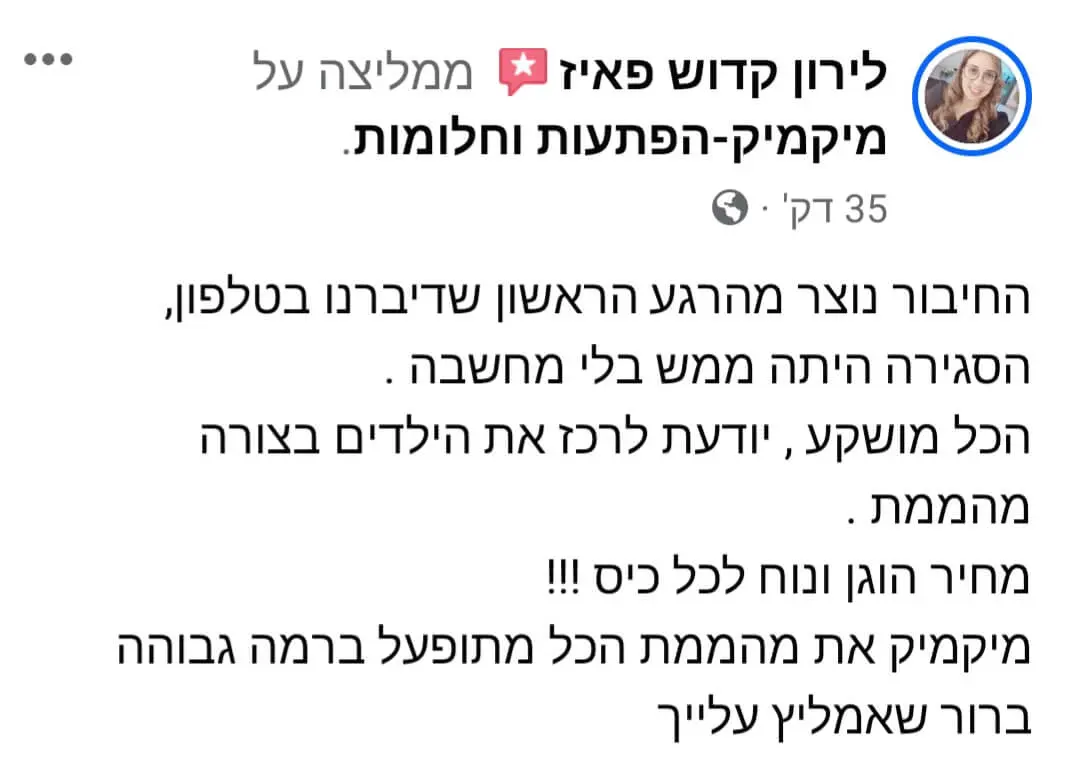 לירון קדוש פאיז ממליצה על
מיקמיק-הפתעות וחלומות.
35 דק' ·
החיבור נוצר מהרגע הראשון שדיברנו בטלפון,
הסגירה היתה ממש בלי מחשבה .
הכל מושקע , יודעת לרכז את הילדים בצורה
מהממת .
מחיר הוגן ונוח לכל כיס !!!
מיקמיק את מהממת הכל מתופעל ברמה גבוהה
ברור שאמליץ עלייך